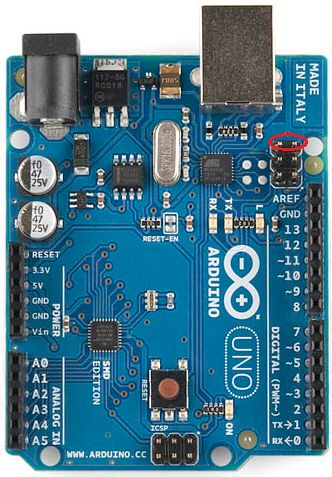 MADE
IN ITALY
47
25V
47
25V
RESET-EN
RX
TX
L
AREF
GND
13
12
~11
~10
~9
8
ARDUINO
UNO
TM
RESET
3.3V
5V
GND
GND
Vin
POWER
SMD
EDITION
7
~6
~5
4
~3
2
TX→1
RX←0
DIGITAL (PWM~)
A0
A1
A2
A3
A4
A5
ANALOG IN
RESET
ICSP
ON
WWW.ARDUINO.CC